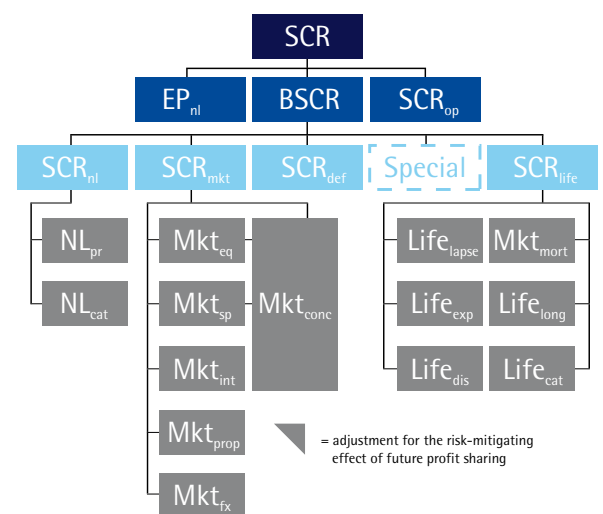 SCR
EPnl BSCR SCRop
SCRnl SCRmkt SCRdef Special SCRlife
NLpr Mkteq Lifelapse Mktmort
NLcat Mktsp Mktconc Lifeexp Lifelong
Mktint Lifedis Lifecat
Mktprop
= adjustment for the risk-mitigating
effect of future profit sharing
Mktfx